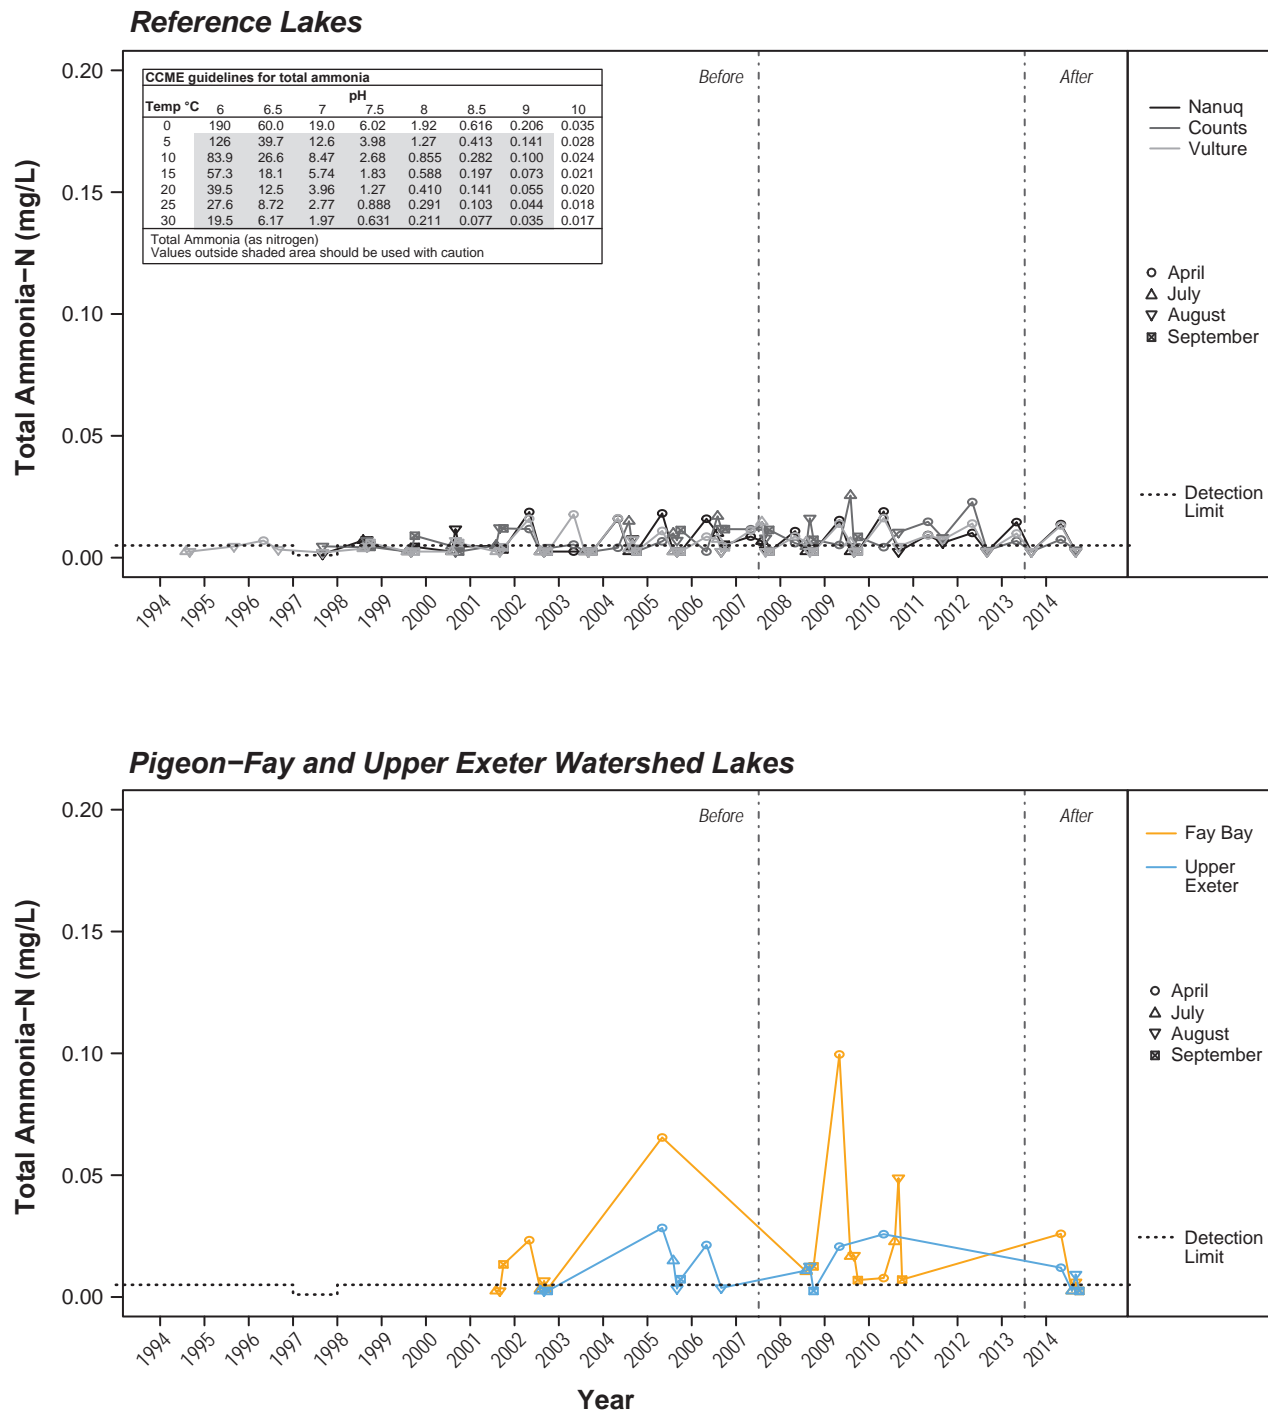 Reference Lakes
Total Ammonia−N (mg/L)
0.20
0.15
0.10
0.05
0.00
CCME guidelines for total ammonia
pH
Temp °C 6 6.5 7 7.5 8 8.5 9 10
0 190 60.0 19.0 6.02 1.92 0.616 0.206 0.035
5 126 39.7 12.6 3.98 1.27 0.413 0.141 0.028
10 83.9 26.6 8.47 2.68 0.855 0.282 0.100 0.024
15 57.3 18.1 5.74 1.83 0.588 0.197 0.073 0.021
20 39.5 12.5 3.96 1.27 0.410 0.141 0.055 0.020
25 27.6 8.72 2.77 0.888 0.291 0.103 0.044 0.018
30 19.5 6.17 1.97 0.631 0.211 0.077 0.035 0.017
Total Ammonia (as nitrogen)
Values outside shaded area should be used with caution
Before
After
Nanuq
Counts
Vulture
April
July
August
September
Detection
Limit
1994 1995 1996 1997 1998 1999 2000 2001 2002 2003 2004 2005 2006 2007 2008 2009 2010 2011 2012 2013 2014
Pigeon−Fay and Upper Exeter Watershed Lakes
Total Ammonia−N (mg/L)
0.20
0.15
0.10
0.05
0.00
Before
After
Fay Bay
Upper
Exeter
April
July
August
September
Detection
Limit
1994 1995 1996 1997 1998 1999 2000 2001 2002 2003 2004 2005 2006 2007 2008 2009 2010 2011 2012 2013 2014
Year